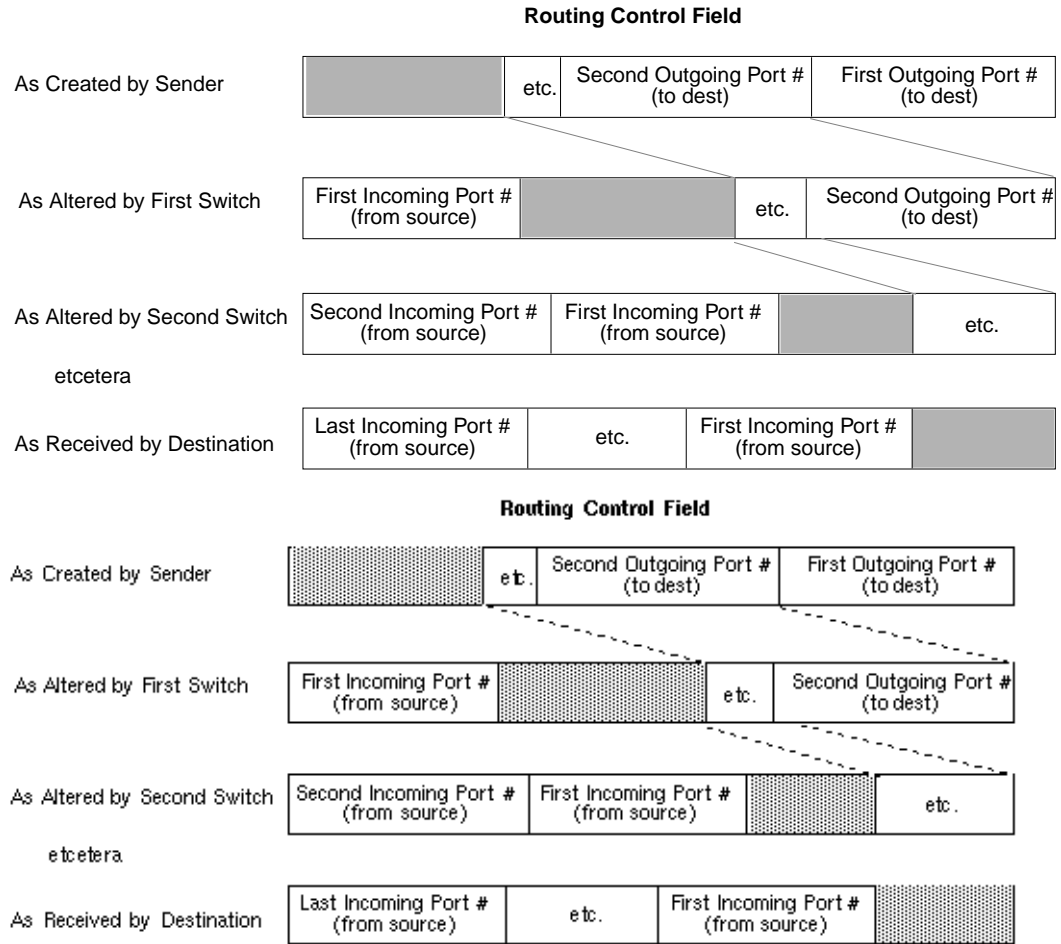 Routing Control Field
As Created by Sender
etc.
Second Outgoing Port #
(to dest)
First Outgoing Port #
(to dest)
As Altered by First Switch
First Incoming Port #
(from source)
etc.
Second Outgoing Port #
(to dest)
As Altered by Second Switch
Second Incoming Port #
(from source)
First Incoming Port #
(from source)
etc.
etcetera
As Received by Destination
Last Incoming Port #
(from source)
etc.
First Incoming Port #
(from source)
Routing Control Field
As Created by Sender
etc.
Second Outgoing Port #
(to dest)
First Outgoing Port #
(to dest)
As Altered by First Switch
First Incoming Port #
(from source)
etc.
Second Outgoing Port #
(to dest)
As Altered by Second Switch
Second Incoming Port #
(from source)
First Incoming Port #
(from source)
etc.
etcetera
As Received by Destination
Last Incoming Port #
(from source)
etc.
First Incoming Port #
(from source)